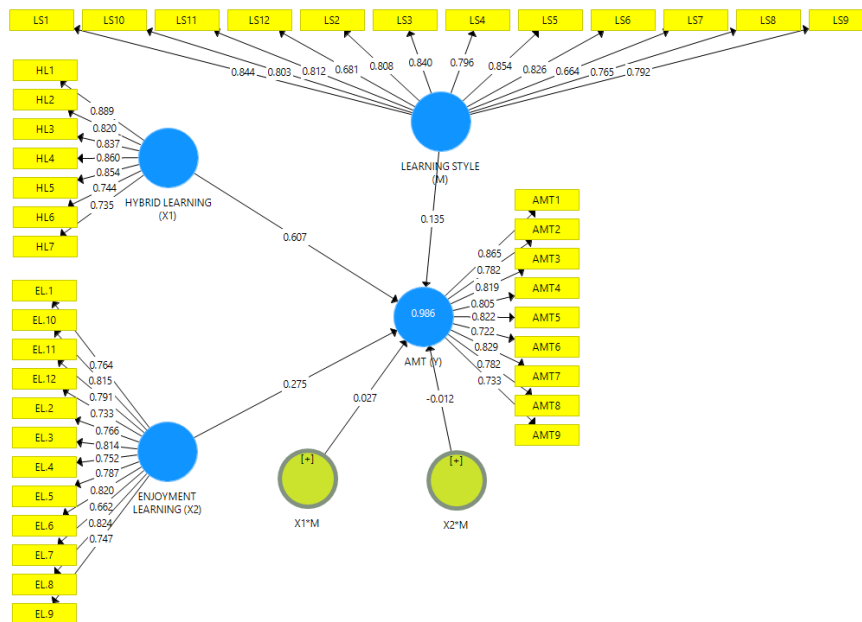 LS1 LS10 LS11 LS12 LS2 LS3 LS4 LS5 LS6 LS7 LS8 LS9
0.844 0.803 0.812 0.681 0.808 0.840 0.796 0.854 0.826 0.664 0.765 0.792
HL1
HL2
HL3
HL4
HL5
HL6
HL7
0.889
0.820
0.837
0.860
0.854
0.744
0.735
HYBRID LEARNING
(X1)
LEARNING STYLE
(M)
0.135
0.607
AMT1
AMT2
AMT3
AMT4
AMT5
AMT6
AMT7
AMT8
AMT9
0.865
0.782
0.819
0.805
0.822
0.722
0.829
0.782
0.733
0.986
AMT (Y)
EL.1
EL.10
EL.11
EL.12
EL.2
EL.3
EL.4
EL.5
EL.6
EL.7
EL.8
EL.9
0.764
0.815
0.791
0.733
0.766
0.814
0.752
0.787
0.820
0.662
0.824
0.747
ENJOYMENT
LEARNING (X2)
0.275
0.027
-0.012
[+]
X1*M
[+]
X2*M